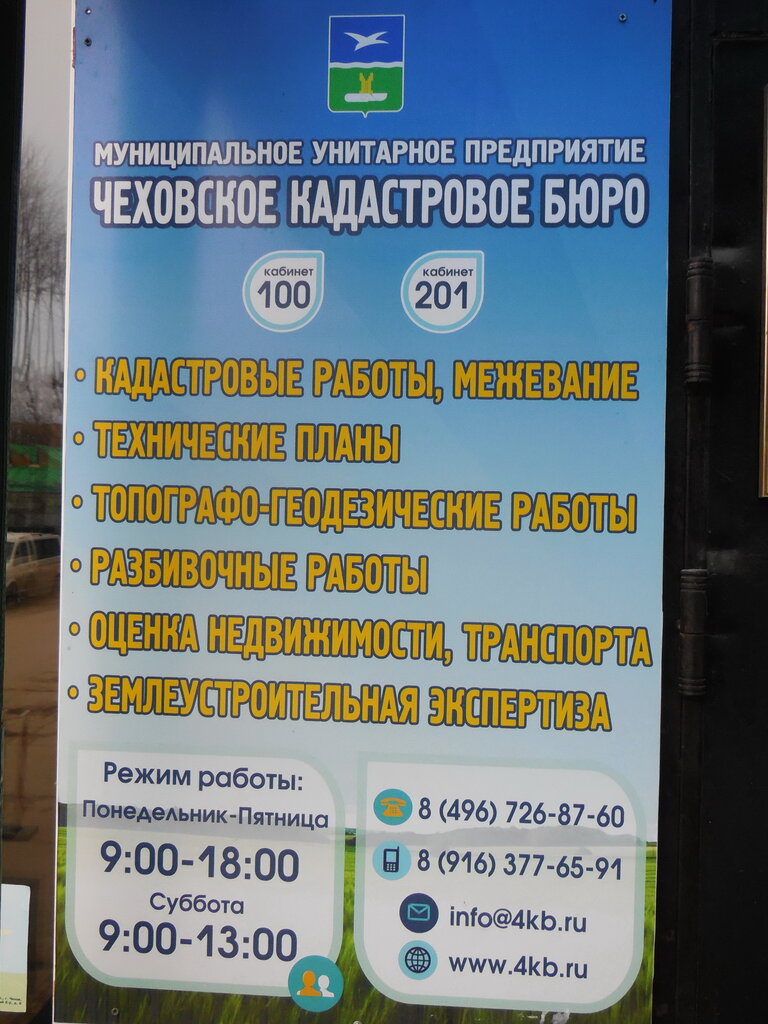 МУНИЦИПАЛЬНОЕ УНИТАРНОЕ ПРЕДПРИЯТИЕ
ЧЕХОВСКОЕ КАДАСТРОВОЕ БЮРО
кабинет 100
кабинет 201
• КАДАСТРОВЫЕ РАБОТЫ, МЕЖЕВАНИЕ
• ТЕХНИЧЕСКИЕ ПЛАНЫ
• ТОПОГРАФО-ГЕОДЕЗИЧЕСКИЕ РАБОТЫ
• РАЗБИВОЧНЫЕ РАБОТЫ
• ОЦЕНКА НЕДВИЖИМОСТИ, ТРАНСПОРТА
• ЗЕМЛЕУСТРОИТЕЛЬНАЯ ЭКСПЕРТИЗА
Режим работы:
Понедельник-Пятница
9:00-18:00
Суббота
9:00-13:00
8 (496) 726-87-60
8 (916) 377-65-91
info@4kb.ru
www.4kb.ru